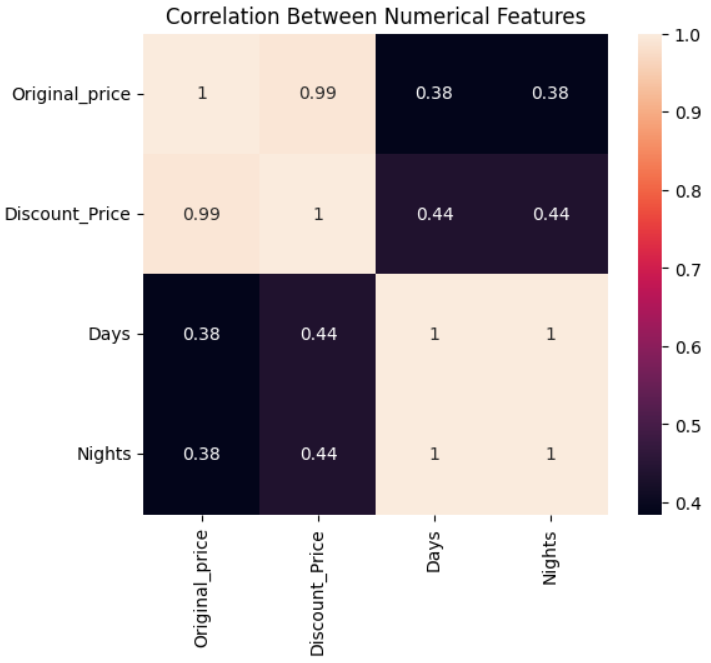 Correlation Between Numerical Features
Original_price 1 0.99 0.38 0.38
Discount_Price 0.99 1 0.44 0.44
Days 0.38 0.44 1 1
Nights 0.38 0.44 1 1
Original_price Discount_Price Days Nights
1.0
0.9
0.8
0.7
0.6
0.5
0.4